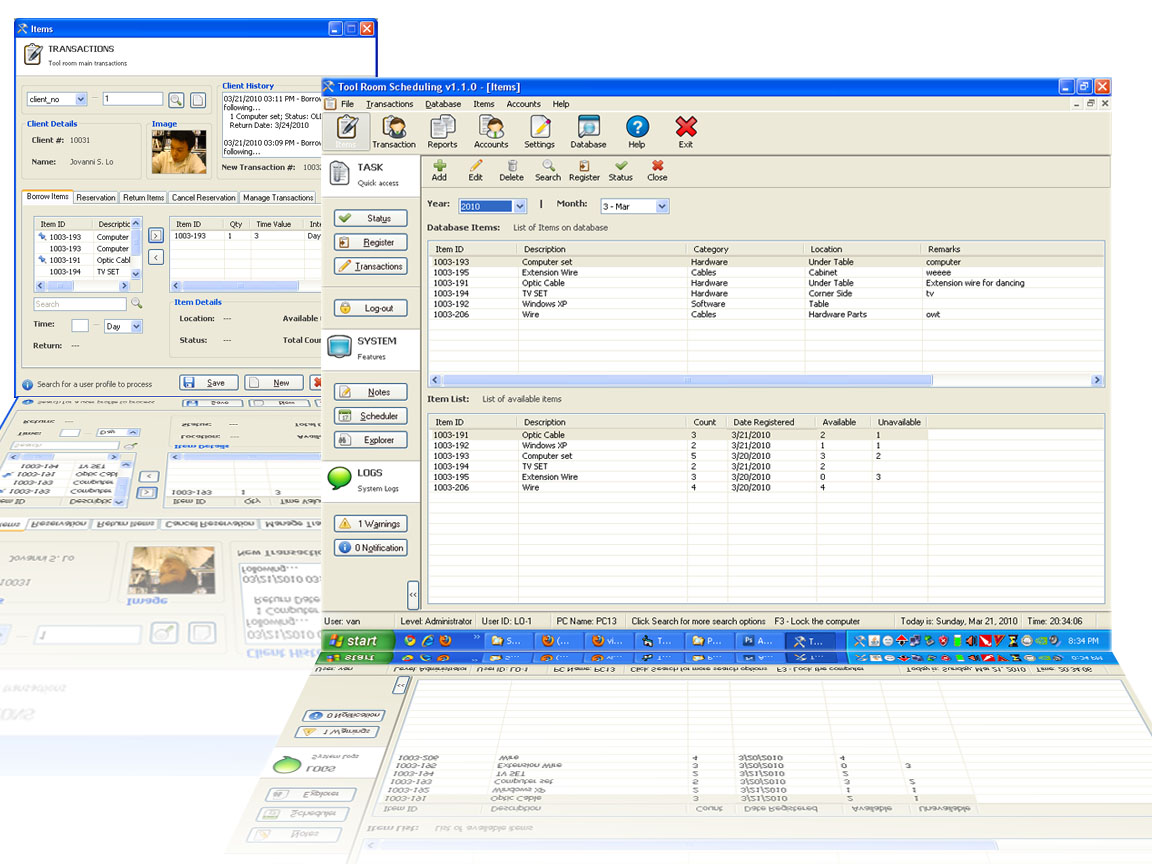 Items
TRANSACTIONS
Tool room main transactions
client_no 1
Client Details
Client #: 10031
Name: Jovanni S. Lo
Image
Client History
03/21/2010 03:11 PM - Borrow
following...
1 Computer set; Status: OL
Return Date: 3/24/2010
03/21/2010 03:09 PM - Borrow
following...
New Transaction #:
Borrow Items Reservation Return Items Cancel Reservation Manage Transactions
Item ID Descriptic
1003-193 Computer
1003-193 Computer
1003-191 Optic Cabl
1003-194 TV SET
> <
Item ID Qty Time Value
1003-193 1 3 Day
Search
Time: Day
Return: ---
Item Details
Location: --- Available
Status: --- Total Cour
Search for a user profile to process
Save New
Tool Room Scheduling v1.1.0 - [Items]
File Transactions Database Items Accounts Help
Items Transaction Reports Accounts Settings Database Help Exit
TASK
Quick access
Status
Register
Transactions
Log-out
SYSTEM
Features
Notes
Scheduler
Explorer
LOGS
System Logs
1 Warnings
0 Notification
<<
Add Edit Delete Search Register Status Close
Year: 2010 | Month: 3 - Mar
Database Items: List of Items on database
Item ID Description Category Location Remarks
1003-193 Computer set Hardware Under Table computer
1003-195 Extension Wire Cables Cabinet weeee
1003-191 Optic Cable Hardware Under Table Extension wire for dancing
1003-194 TV SET Hardware Corner Side tv
1003-192 Windows XP Software Table
1003-206 Wire Cables Hardware Parts owt
Item List: List of available items
Item ID Description Count Date Registered Available Unavailable
1003-191 Optic Cable 3 3/21/2010 2 1
1003-192 Windows XP 2 3/21/2010 1 1
1003-193 Computer set 5 3/20/2010 3 2
1003-194 TV SET 2 3/21/2010 2
1003-195 Extension Wire 3 3/20/2010 0 3
1003-206 Wire 4 3/20/2010 4
User: van Level: Administrator User ID: LO-1 PC Name: PC13 Click Search for more search options F3 - Lock the computer Today is: Sunday, Mar 21, 2010 Time: 20:34:06
start S... (... vi... T... P... A... T... 8:34 PM